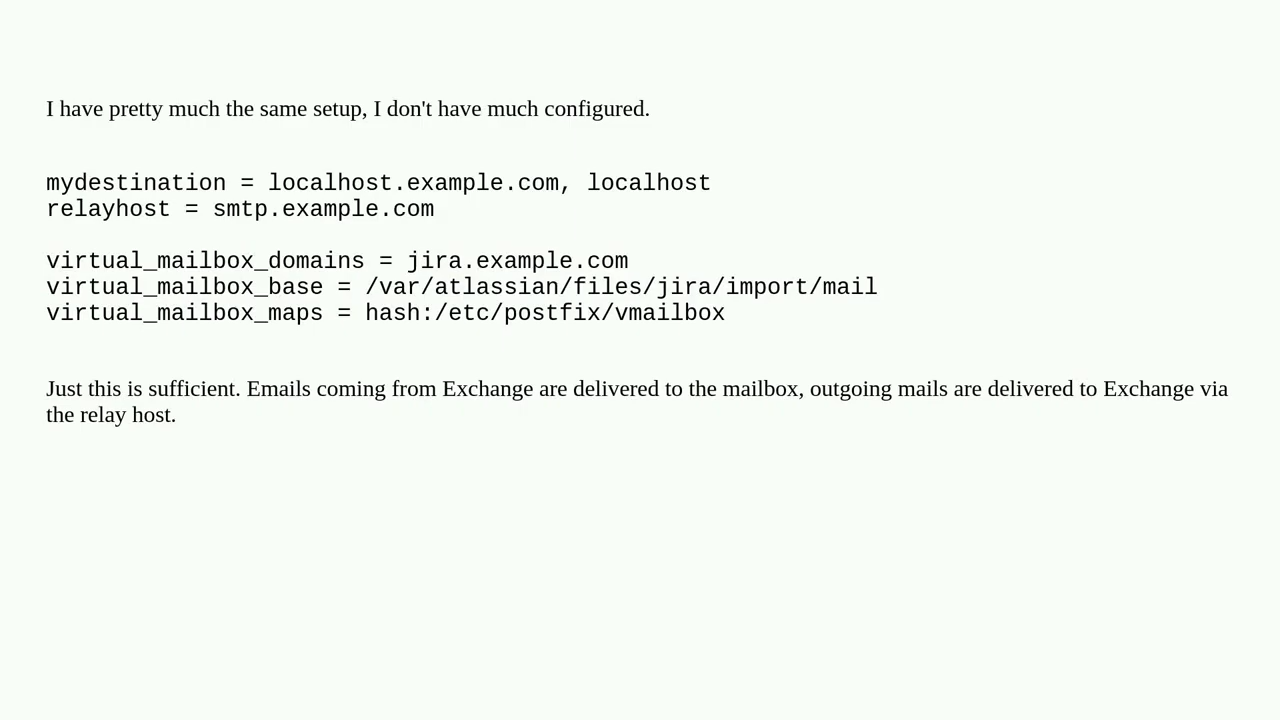 I have pretty much the same setup, I don't have much configured.
mydestination = localhost.example.com, localhost
relayhost = smtp.example.com
virtual_mailbox_domains = jira.example.com
virtual_mailbox_base = /var/atlassian/files/jira/import/mail
virtual_mailbox_maps = hash:/etc/postfix/vmailbox
Just this is sufficient. Emails coming from Exchange are delivered to the mailbox, outgoing mails are delivered to Exchange via
the relay host.